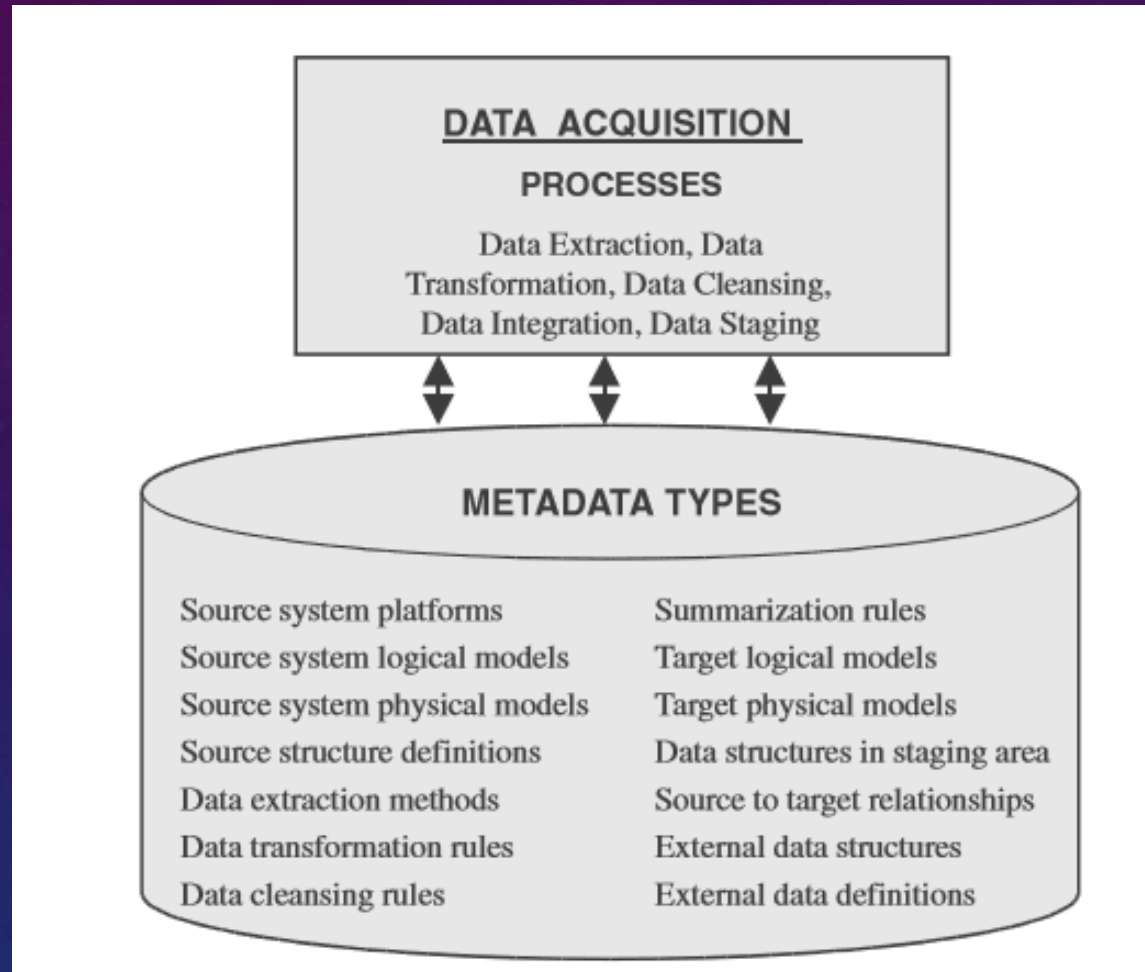 DATA ACQUISITION
PROCESSES
Data Extraction, Data
Transformation, Data Cleansing,
Data Integration, Data Staging
METADATA TYPES
Source system platforms
Source system logical models
Source system physical models
Source structure definitions
Data extraction methods
Data transformation rules
Data cleansing rules
Summarization rules
Target logical models
Target physical models
Data structures in staging area
Source to target relationships
External data structures
External data definitions